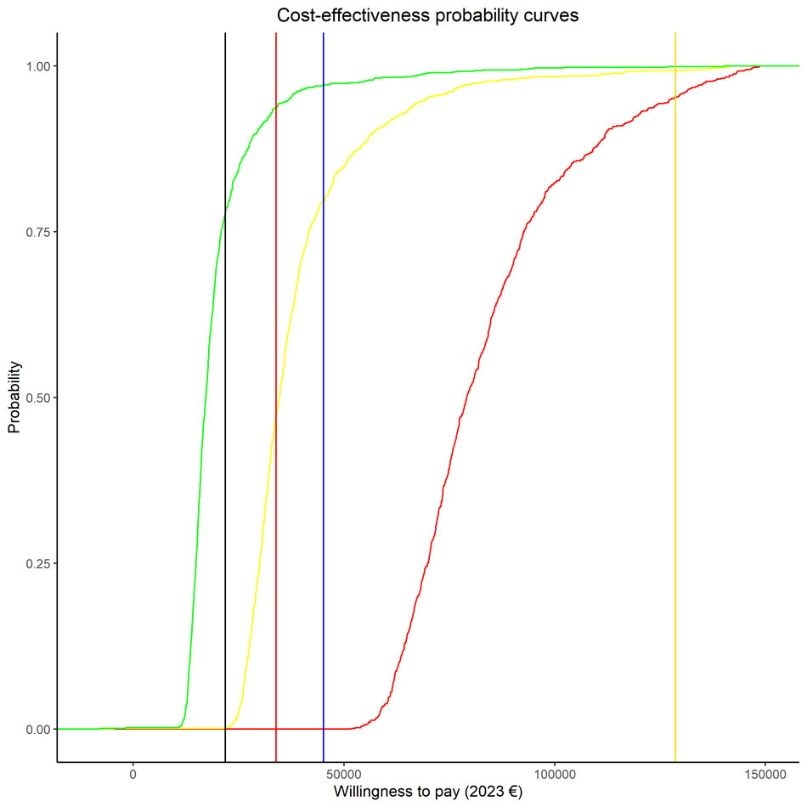 Cost-effectiveness probability curves
1.00
0.75
0.50
0.25
0.00
Probability
0 50000 100000 150000
Willingness to pay (2023 €)